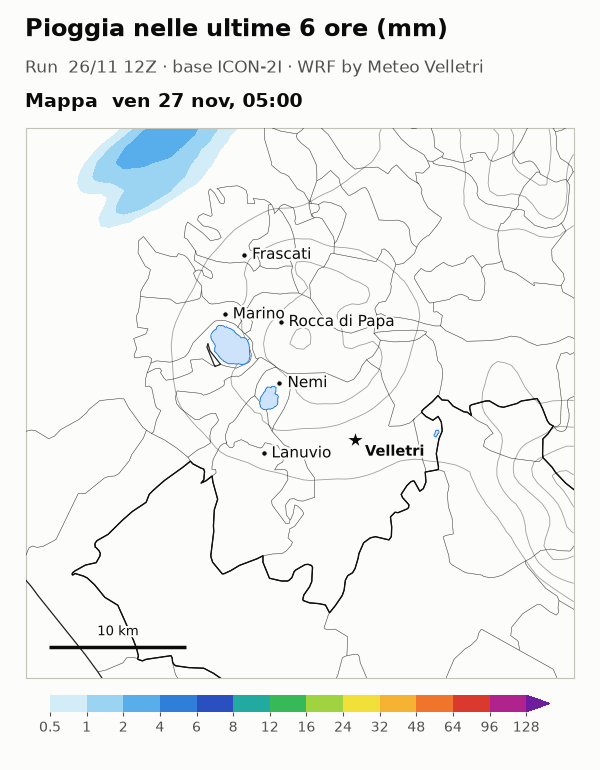 Pioggia nelle ultime 6 ore (mm)
Run  26/11 12Z · base ICON-2I · WRF by Meteo Velletri
Mappa  ven 27 nov, 05:00
Frascati
Marino
Rocca di Papa
Nemi
Velletri
Lanuvio
10 km
0.5 1 2 4 6 8 12 16 24 32 48 64 96 128